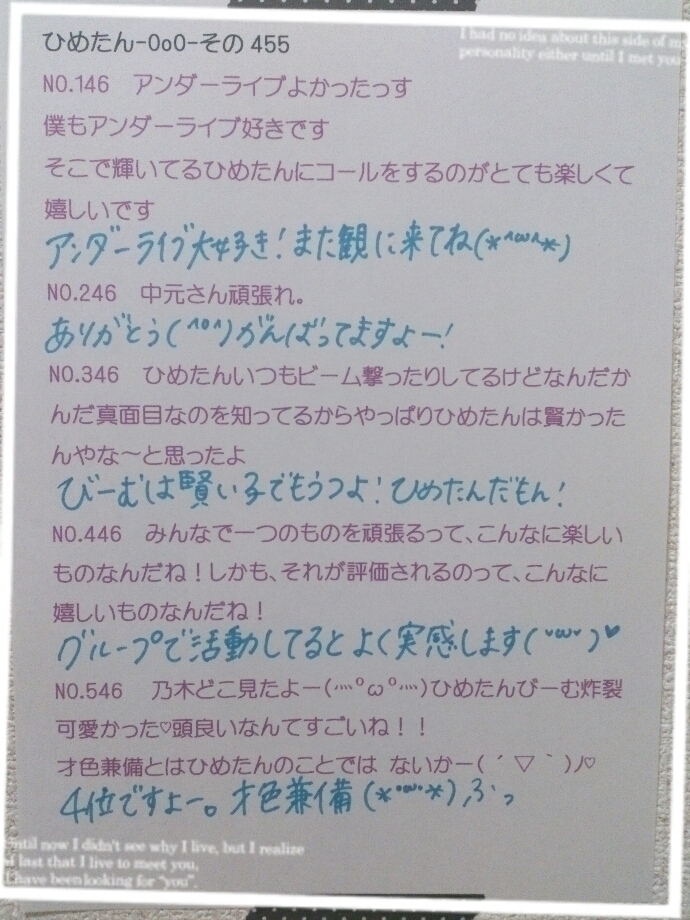 ひめたん-OoO-その 455
I had no idea about this side of my
personality either until I met you
NO.146　アンダーライブよかったっす
僕もアンダーライブ好きです
そこで輝いてるひめたんにコールをするのがとても楽しくて
嬉しいです
アンダーライブ大好き！また観に来てね(*^ω^*)
NO.246　中元さん頑張れ。
ありがとう(^o^)がんばってますよー！
NO.346　ひめたんいつもビーム撃ったりしてるけどなんだか
んだ真面目なのを知ってるからやっぱりひめたんは賢かった
んやな～と思ったよ
びーむは賢い子でもうつよ！ひめたんだもん！
NO.446　みんなで一つのものを頑張るって、こんなに楽しい
ものなんだね！しかも、それが評価されるのって、こんなに
嬉しいものなんだね！
グループで活動してるとよく実感します(˘ω˘)♥
NO.546　乃木どこ見たよー(灬ºωº灬)ひめたんびーむ炸裂
可愛かった♡頭良いなんてすごいね！！
才色兼備とはひめたんのことでは ないかー( ´ ▽ ` )ﾉ♡
4位ですよー。才色兼備(*·ω·*)ふっ
Until now I didn't see why I live, but I realize
at last that I live to meet you,
I have been looking for "you".